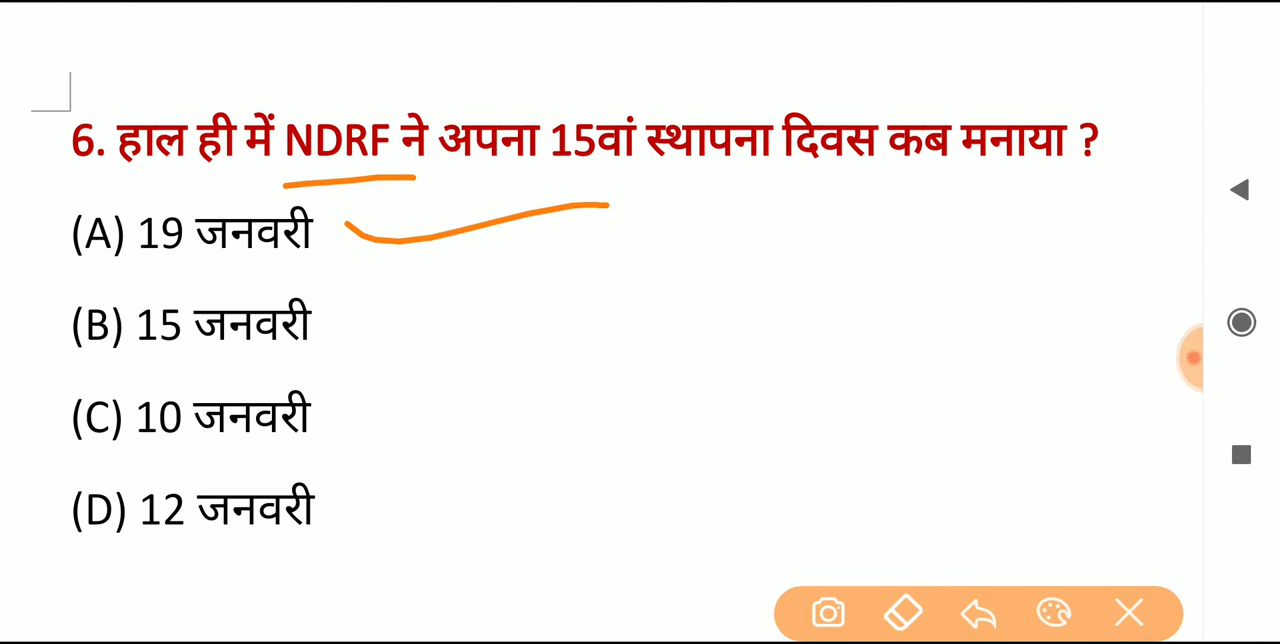 6. हाल ही में NDRF ने अपना 15वां स्थापना दिवस कब मनाया ?
(A) 19 जनवरी
(B) 15 जनवरी
(C) 10 जनवरी
(D) 12 जनवरी